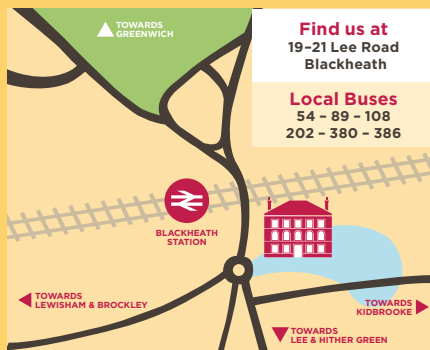 TOWARDS
GREENWICH
Find us at
19–21 Lee Road
Blackheath
Local Buses
54 – 89 – 108
202 – 380 – 386
BLACKHEATH
STATION
TOWARDS
LEWISHAM & BROCKLEY
TOWARDS
KIDBROOKE
TOWARDS
LEE & HITHER GREEN